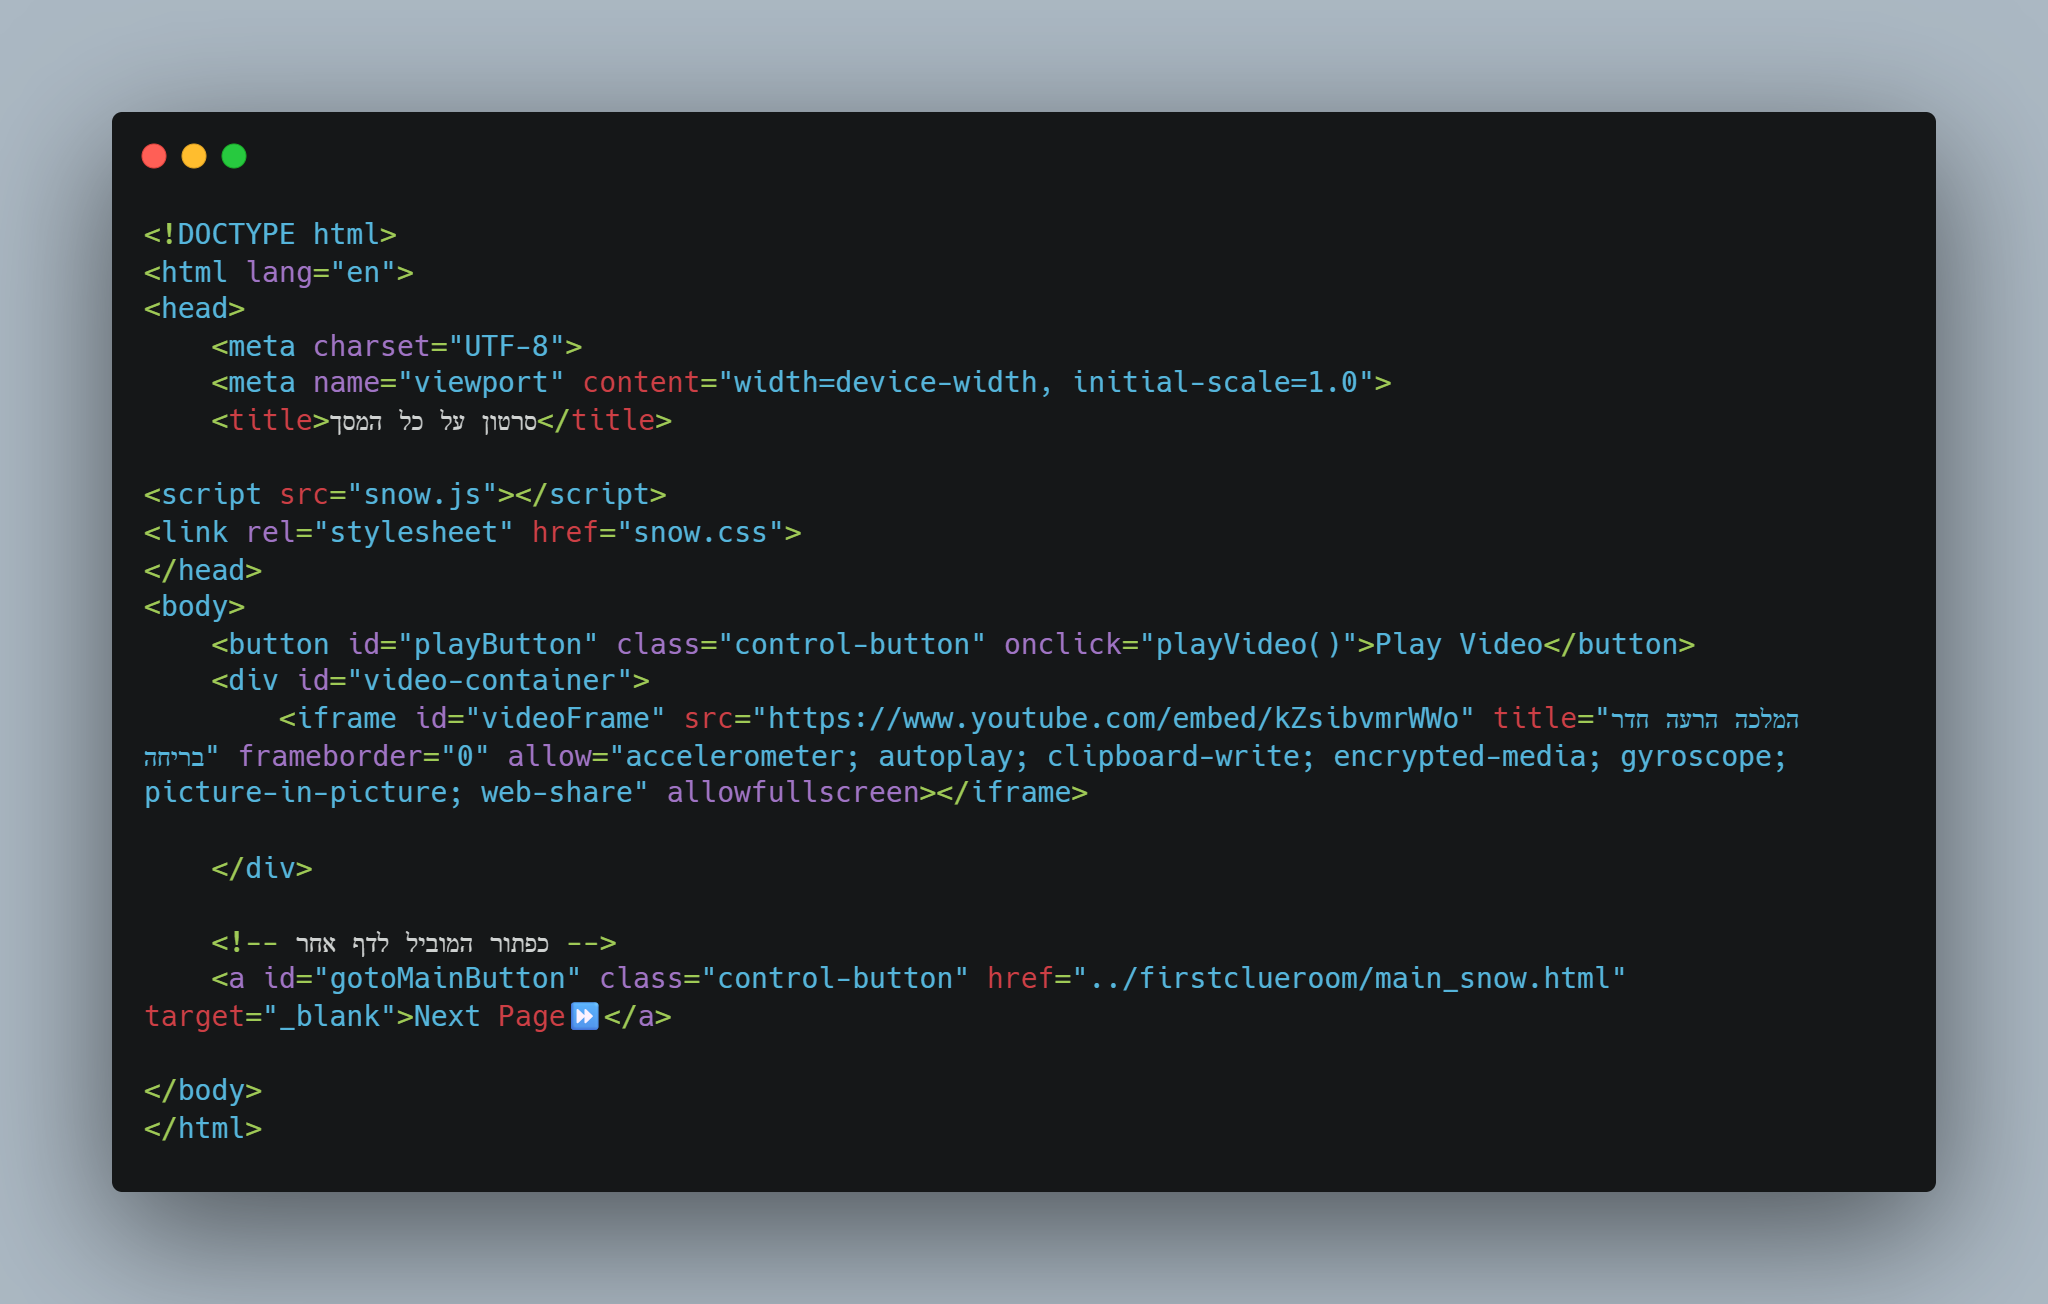 <!DOCTYPE html>
<html lang="en">
<head>
    <meta charset="UTF-8">
    <meta name="viewport" content="width=device-width, initial-scale=1.0">
    <title>סרטון על כל המסך</title>

<script src="snow.js"></script>
<link rel="stylesheet" href="snow.css">
</head>
<body>
    <button id="playButton" class="control-button" onclick="playVideo()">Play Video</button>
    <div id="video-container">
        <iframe id="videoFrame" src="https://www.youtube.com/embed/kZsibvmrWWo" title="המלכה הרעה חדר
בריחה" frameborder="0" allow="accelerometer; autoplay; clipboard-write; encrypted-media; gyroscope;
picture-in-picture; web-share" allowfullscreen></iframe>

    </div>

    <!-- כפתור המוביל לדף אחר -->
    <a id="gotoMainButton" class="control-button" href="../firstclueroom/main_snow.html"
target="_blank">Next Page⏩</a>

</body>
</html>